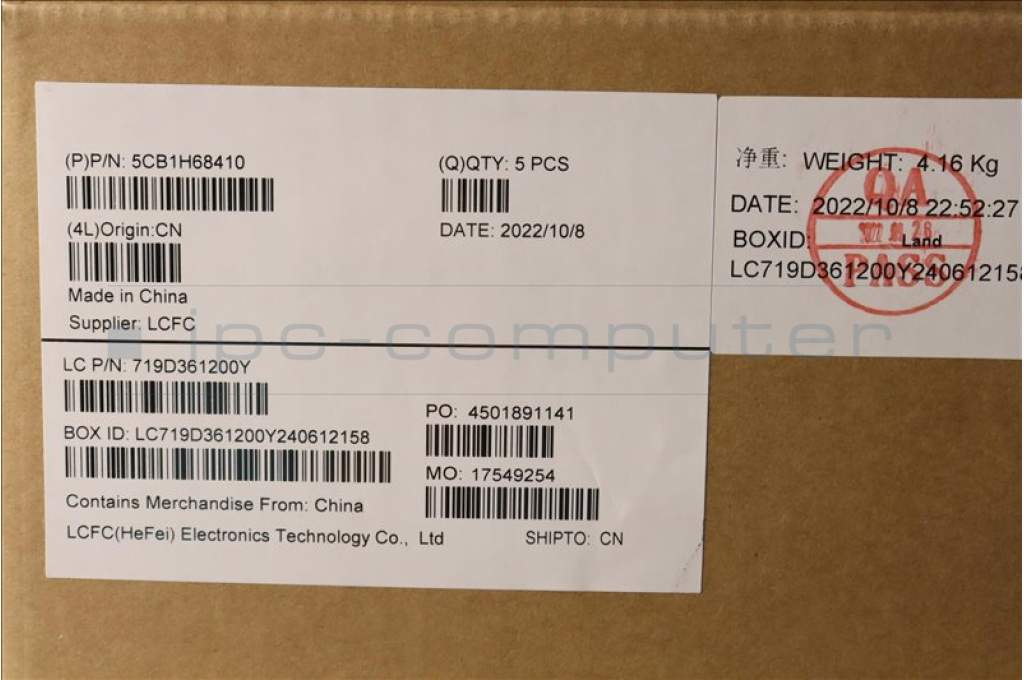 (P)P/N: 5CB1H68410
(Q)QTY: 5 PCS
(4L)Origin:CN
DATE: 2022/10/8
Made in China
Supplier: LCFC
LC P/N: 719D361200Y
PO: 4501891141
BOX ID: LC719D361200Y240612158
MO: 17549254
Contains Merchandise From: China
LCFC(HeFei) Electronics Technology Co., Ltd
SHIPTO: CN
净重: WEIGHT: 4.16 Kg
DATE: 2022/10/8 22:52:27
BOXID: Land
LC719D361200Y240612158
QA
PASS
ipc-computer